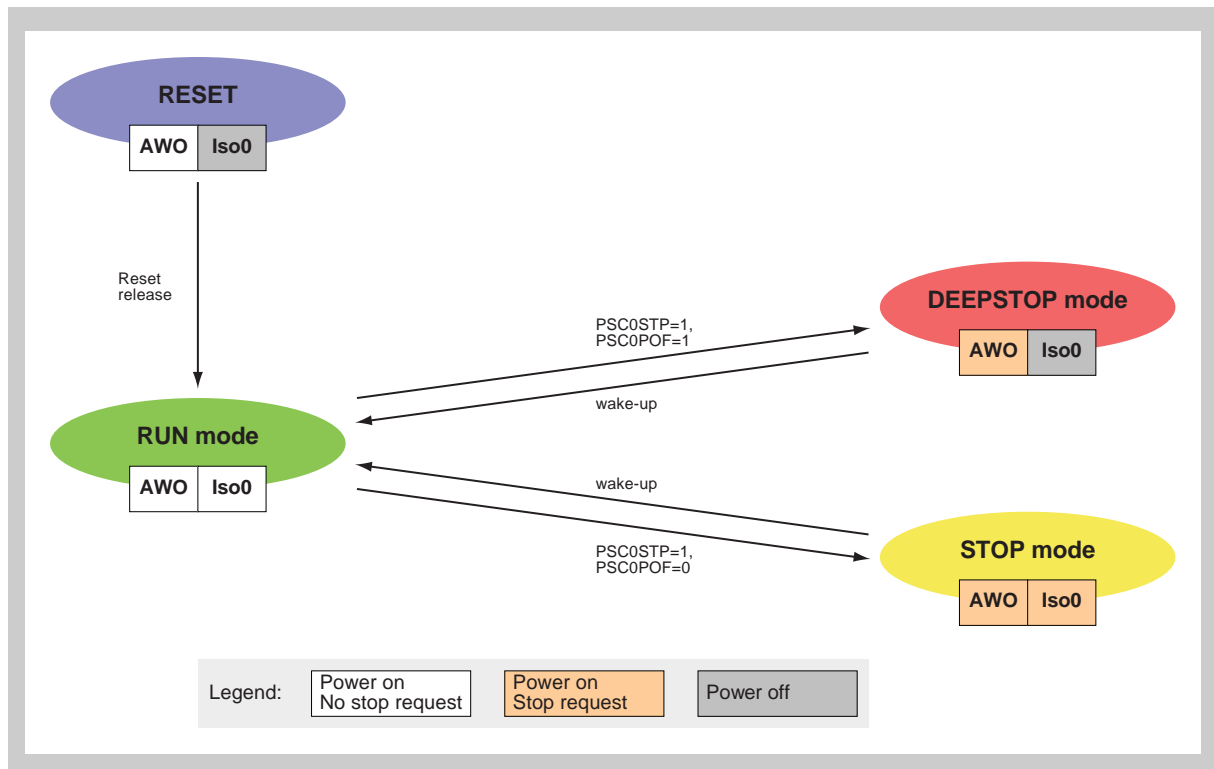 RESET
AWO Iso0
Reset
release
DEEPSTOP mode
AWO Iso0
PSC0STP=1,
PSC0POF=1
wake-up
RUN mode
AWO Iso0
wake-up
PSC0STP=1,
PSC0POF=0
STOP mode
AWO Iso0
Legend:
Power on
No stop request
Power on
Stop request
Power off